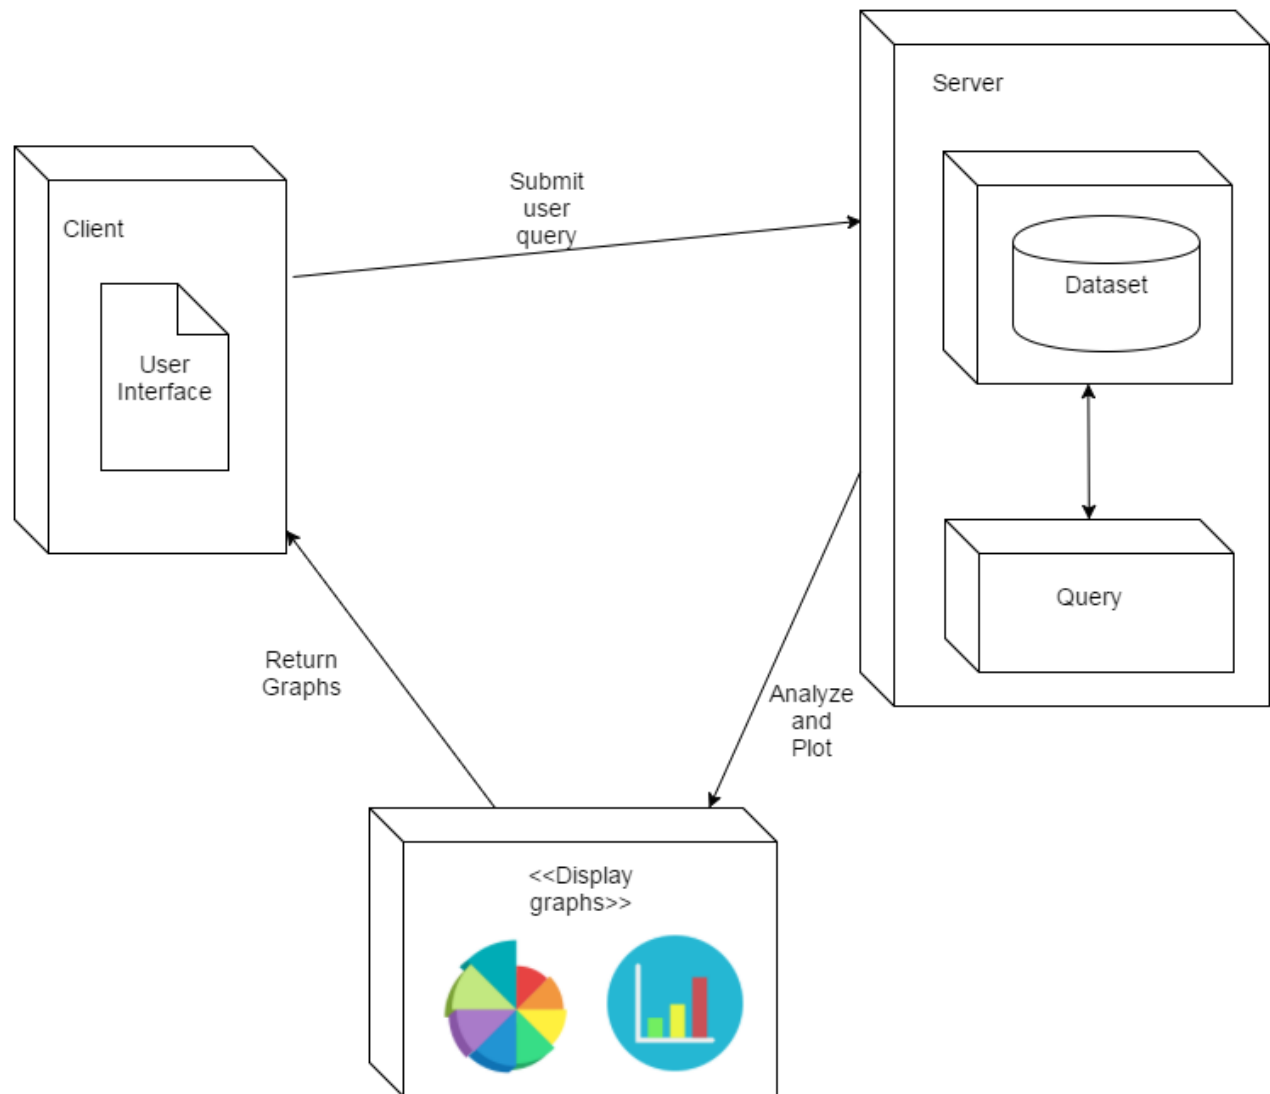 Server
Client
Submit
user
query
Dataset
User
Interface
Query
Return
Graphs
Analyze
and
Plot
<<Display
graphs>>